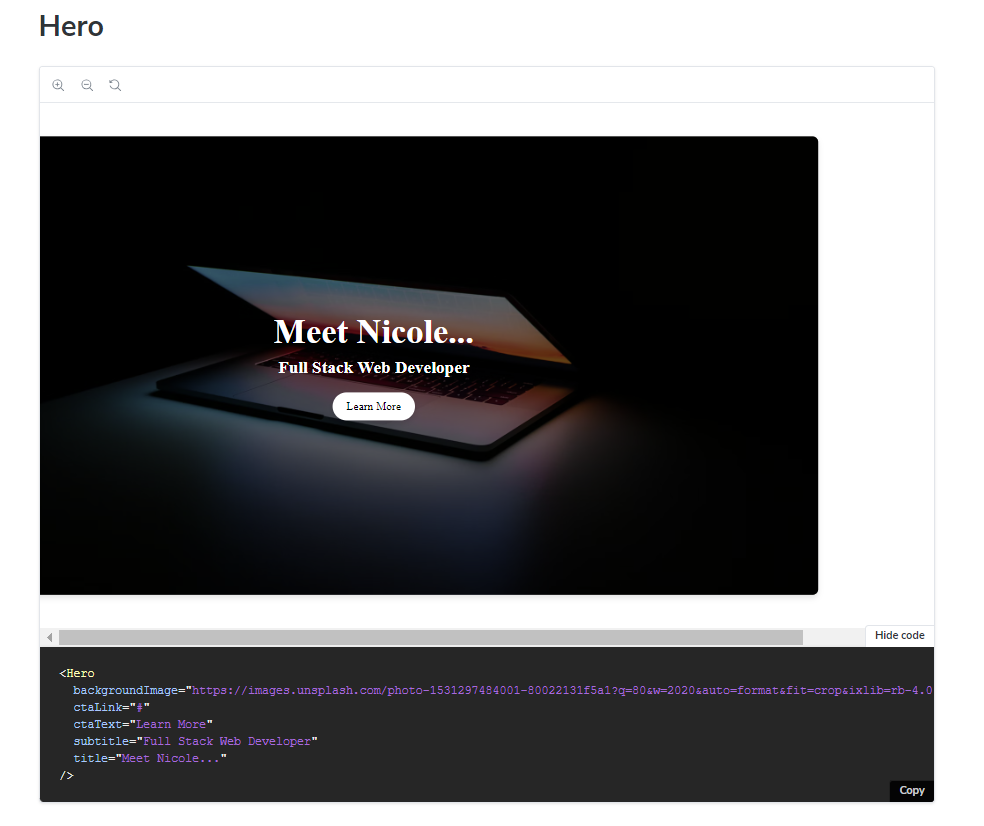 Hero
Meet Nicole...
Full Stack Web Developer
Learn More
Hide code
<Hero
backgroundImage="https://images.unsplash.com/photo-1531297484001-80022131f5a1?q=80&w=2020&auto=format&fit=crop&ixlib=rb-4.0
ctaLink="#"
ctaText="Learn More"
subtitle="Full Stack Web Developer"
title="Meet Nicole..."
/>
Copy